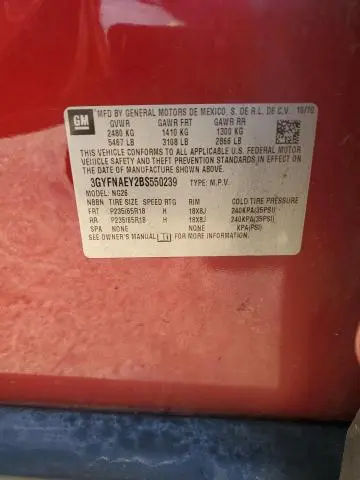 GM
MFD BY GENERAL MOTORS DE MEXICO, S. DE R.L. DE C.V. 10/10
GVWR GAWR FRT GAWR RR
2480 KG 1410 KG 1300 KG
5467 LB 3108 LB 2866 LB
THIS VEHICLE CONFORMS TO ALL APPLICABLE U.S. FEDERAL
MOTOR VEHICLE SAFETY AND THEFT PREVENTION
STANDARDS IN EFFECT ON
THE DATE OF MANUFACTURE SHOWN ABOVE.
3GYFNAEY2BS550239 TYPE: M.P.V.
MODEL: NG26
NBBN TIRE SIZE SPEED RTG RIM COLD TIRE PRESSURE
FRT P235/65R18 H 18X8J 240KPA(35PSI)
RR P235/65R18 H 18X8J 240KPA(35PSI)
SPA NONE NONE KPA(PSI)
SEE OWNER'S MANUAL FOR MORE INFORMATION.